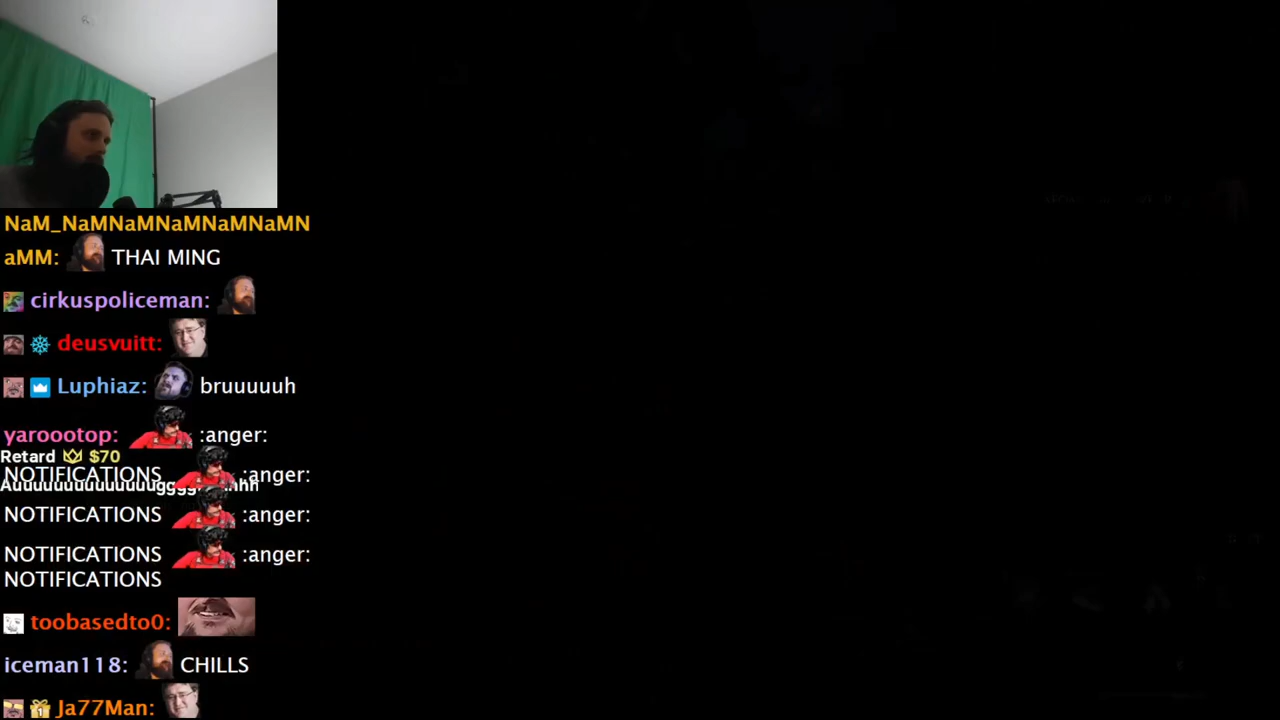 NaM_NaMNaMNaMNaMNaMN
aMM: THAI MING
cirkuspoliceman:
deusvuitt:
Luphiaz: bruuuuuh
yaroootop: :anger:
Retard $70
NOTIFICATIONS :anger:
NOTIFICATIONS :anger:
NOTIFICATIONS :anger:
NOTIFICATIONS
toobasedto0:
iceman118: CHILLS
Ja77Man: